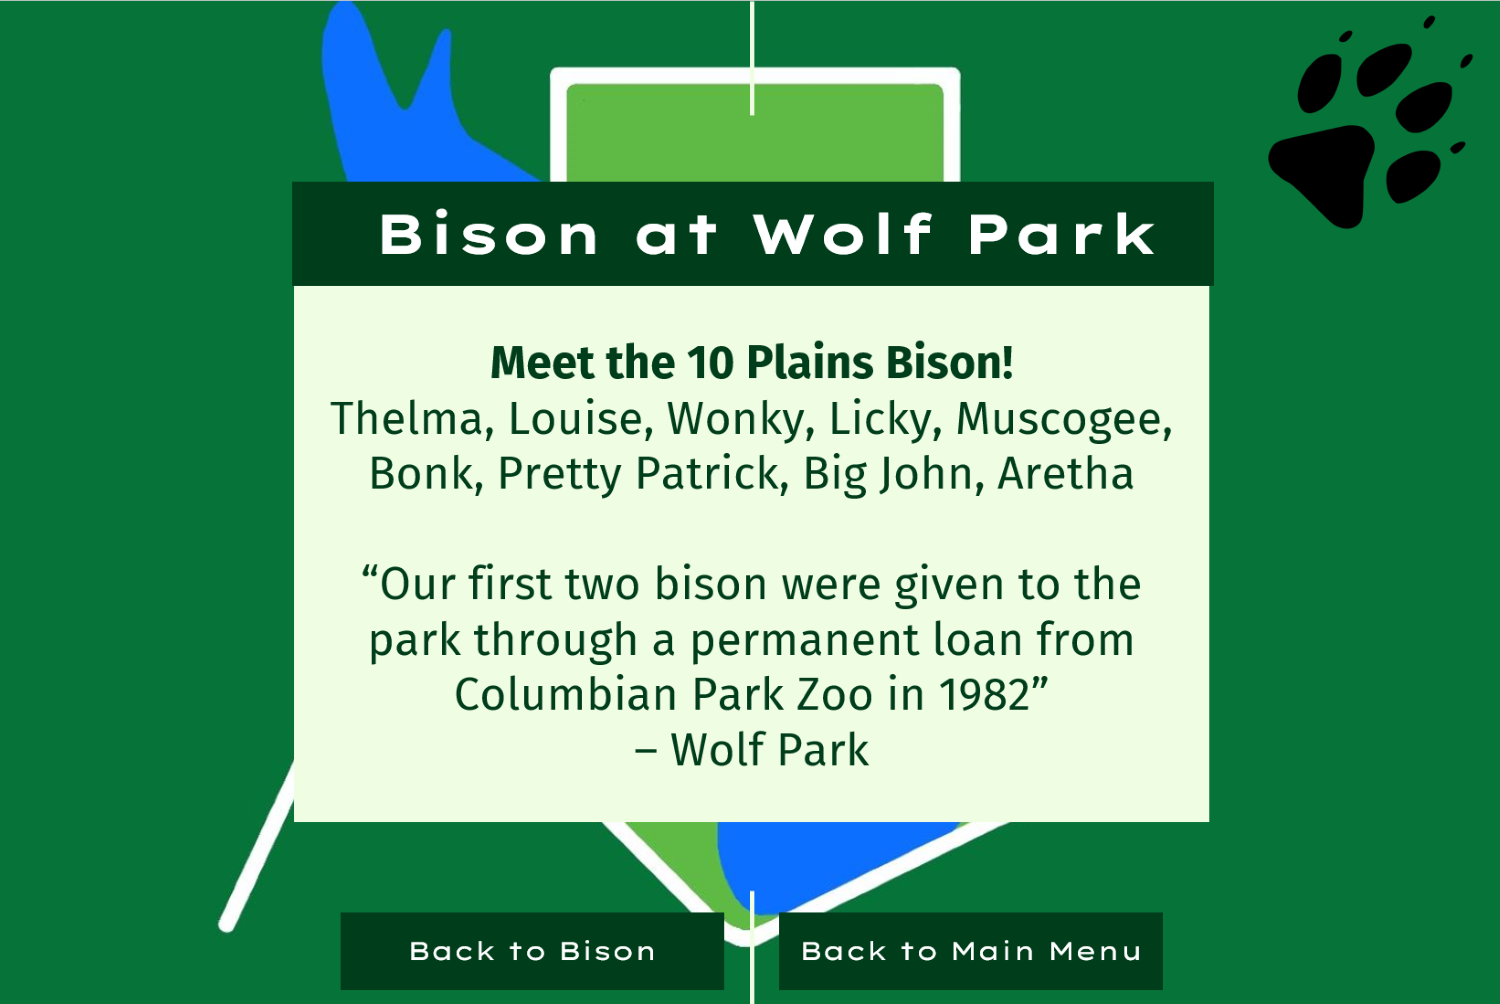 Bison at Wolf Park
Meet the 10 Plains Bison!
Thelma, Louise, Wonky, Licky, Muscogee,
Bonk, Pretty Patrick, Big John, Aretha
“Our first two bison were given to the
park through a permanent loan from
Columbian Park Zoo in 1982”
– Wolf Park
Back to Bison
Back to Main Menu